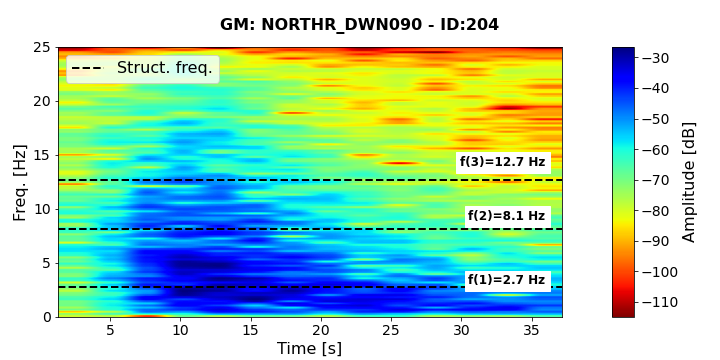 GM: NORTHR_DWN090 - ID:204
Struct. freq.
Freq. [Hz]
25
20
15
10
5
0
f(3)=12.7 Hz
f(2)=8.1 Hz
f(1)=2.7 Hz
5 10 15 20 25 30 35
Time [s]
−30
−40
−50
−60
−70
−80
−90
−100
−110
Amplitude [dB]